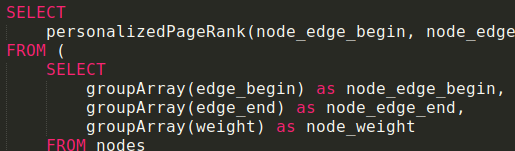 SELECT
personalizedPageRank(node_edge_begin, node_edge
FROM (
SELECT
groupArray(edge_begin) as node_edge_begin,
groupArray(edge_end) as node_edge_end,
groupArray(weight) as node_weight
FROM nodes